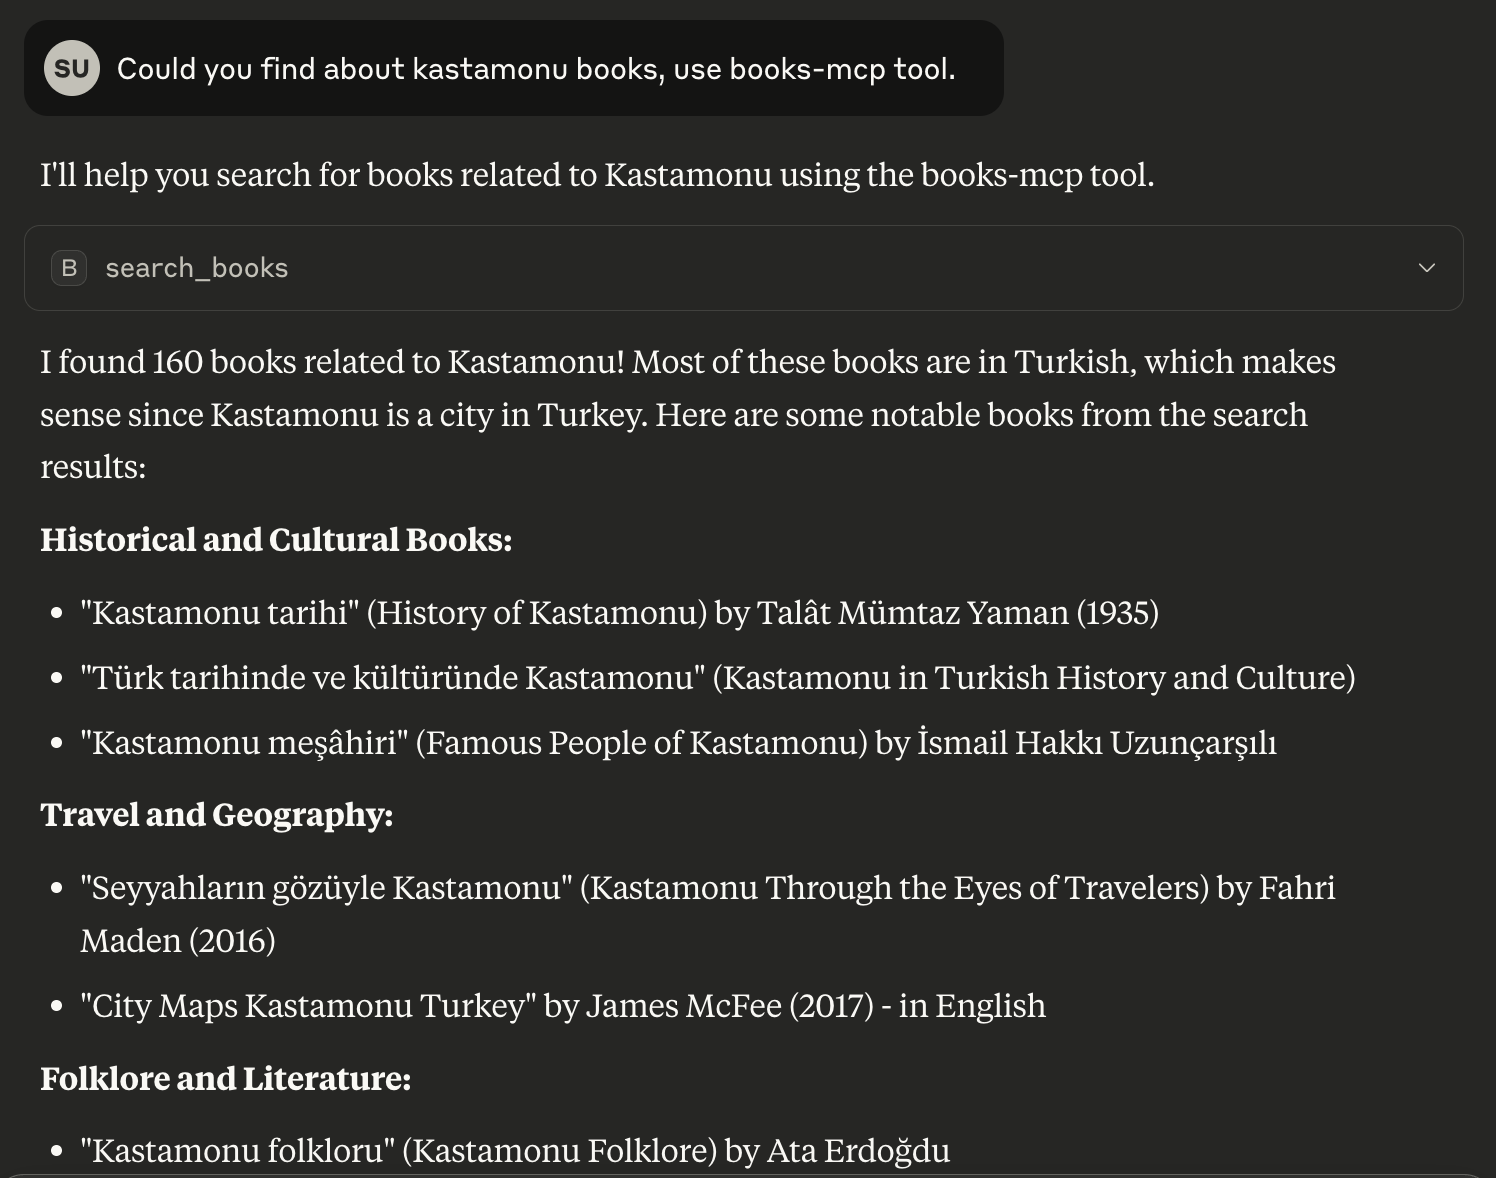 SU Could you find about kastamonu books, use books-mcp tool.
I'll help you search for books related to Kastamonu using the books-mcp tool.
B search_books
I found 160 books related to Kastamonu! Most of these books are in Turkish, which makes
sense since Kastamonu is a city in Turkey. Here are some notable books from the search
results:
Historical and Cultural Books:
• "Kastamonu tarihi" (History of Kastamonu) by Talât Mümtaz Yaman (1935)
• "Türk tarihinde ve kültüründe Kastamonu" (Kastamonu in Turkish History and Culture)
• "Kastamonu meşâhiri" (Famous People of Kastamonu) by İsmail Hakkı Uzunçarşılı
Travel and Geography:
• "Seyyahların gözüyle Kastamonu" (Kastamonu Through the Eyes of Travelers) by Fahri
Maden (2016)
• "City Maps Kastamonu Turkey" by James McFee (2017) - in English
Folklore and Literature:
• "Kastamonu folkloru" (Kastamonu Folklore) by Ata Erdoğdu